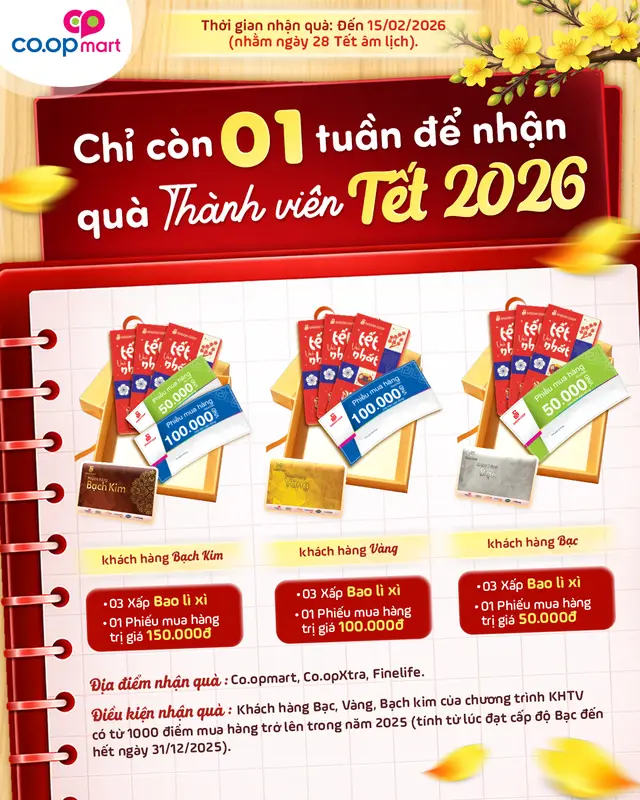 co.opmart
Thời gian nhận quà: Đến 15/02/2026
(nhằm ngày 28 Tết âm lịch).
Chỉ còn 01 tuần để nhận
quà Thành viên Tết 2026
tết
nhất
Phiếu mua hàng
50.000
Phiếu mua hàng
100.000
Bạch Kim
tết
nhất
Phiếu mua hàng
100.000
tết
nhất
Phiếu mua hàng
50.000
khách hàng Bạch Kim
• 03 Xấp Bao lì xì
• 01 Phiếu mua hàng
trị giá 150.000đ
khách hàng Vàng
• 03 Xấp Bao lì xì
• 01 Phiếu mua hàng
trị giá 100.000đ
khách hàng Bạc
• 03 Xấp Bao lì xì
• 01 Phiếu mua hàng
trị giá 50.000đ
Địa điểm nhận quà : Co.opmart, Co.opXtra, Finelife.
Điều kiện nhận quà : Khách hàng Bạc, Vàng, Bạch kim của chương trình KHTV
có từ 1000 điểm mua hàng trở lên trong năm 2025 (tính từ lúc đạt cấp độ Bạc đến
hết ngày 31/12/2025).